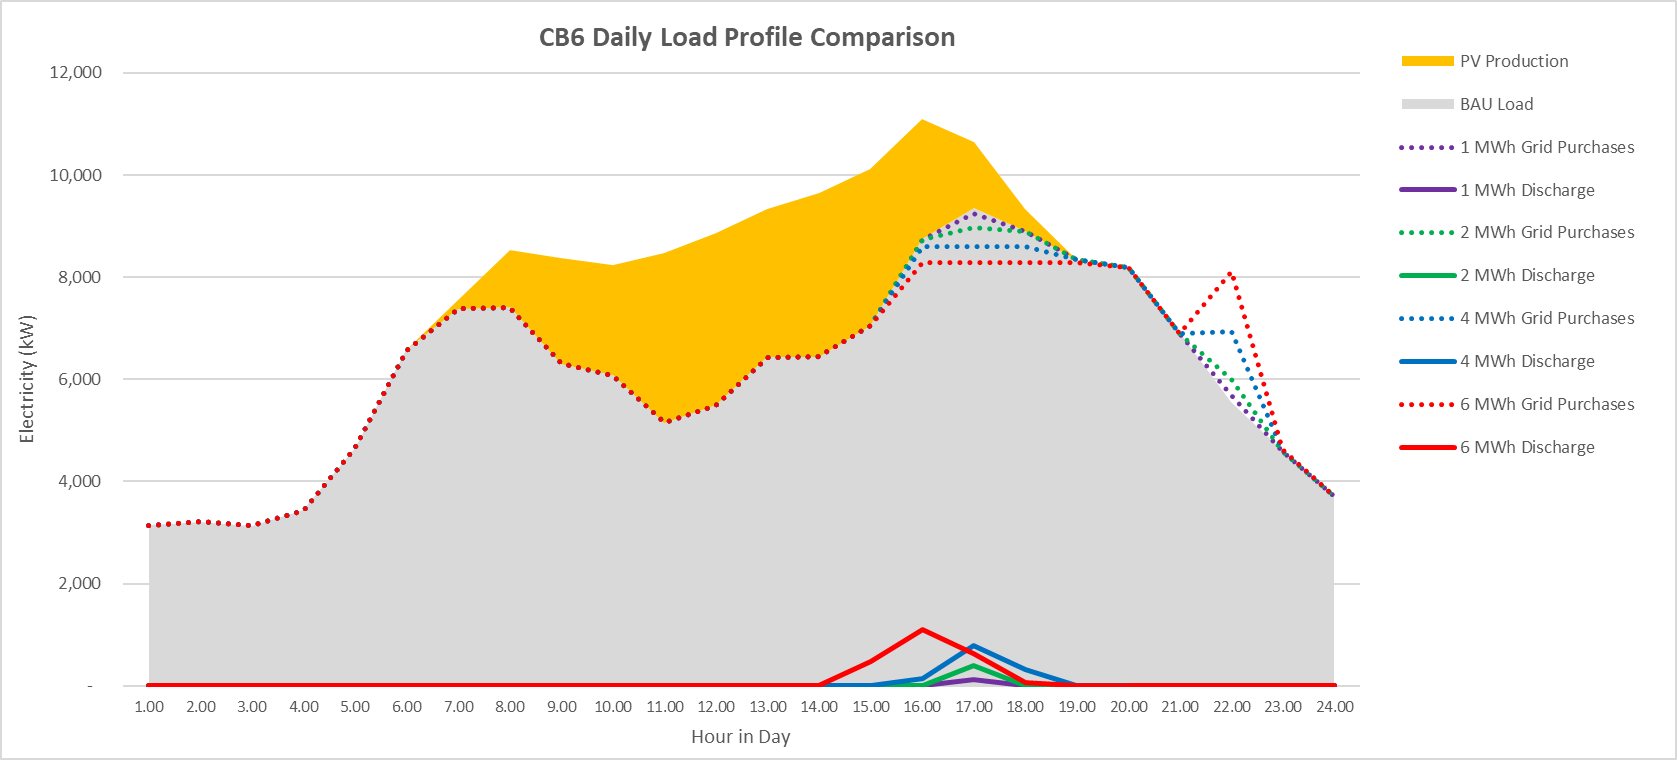 CB6 Daily Load Profile Comparison
12,000
10,000
8,000
6,000
4,000
2,000
-
Electricity (kW)
1.00 2.00 3.00 4.00 5.00 6.00 7.00 8.00 9.00 10.00 11.00 12.00 13.00 14.00 15.00 16.00 17.00 18.00 19.00 20.00 21.00 22.00 23.00 24.00
Hour in Day
PV Production
BAU Load
1 MWh Grid Purchases
1 MWh Discharge
2 MWh Grid Purchases
2 MWh Discharge
4 MWh Grid Purchases
4 MWh Discharge
6 MWh Grid Purchases
6 MWh Discharge